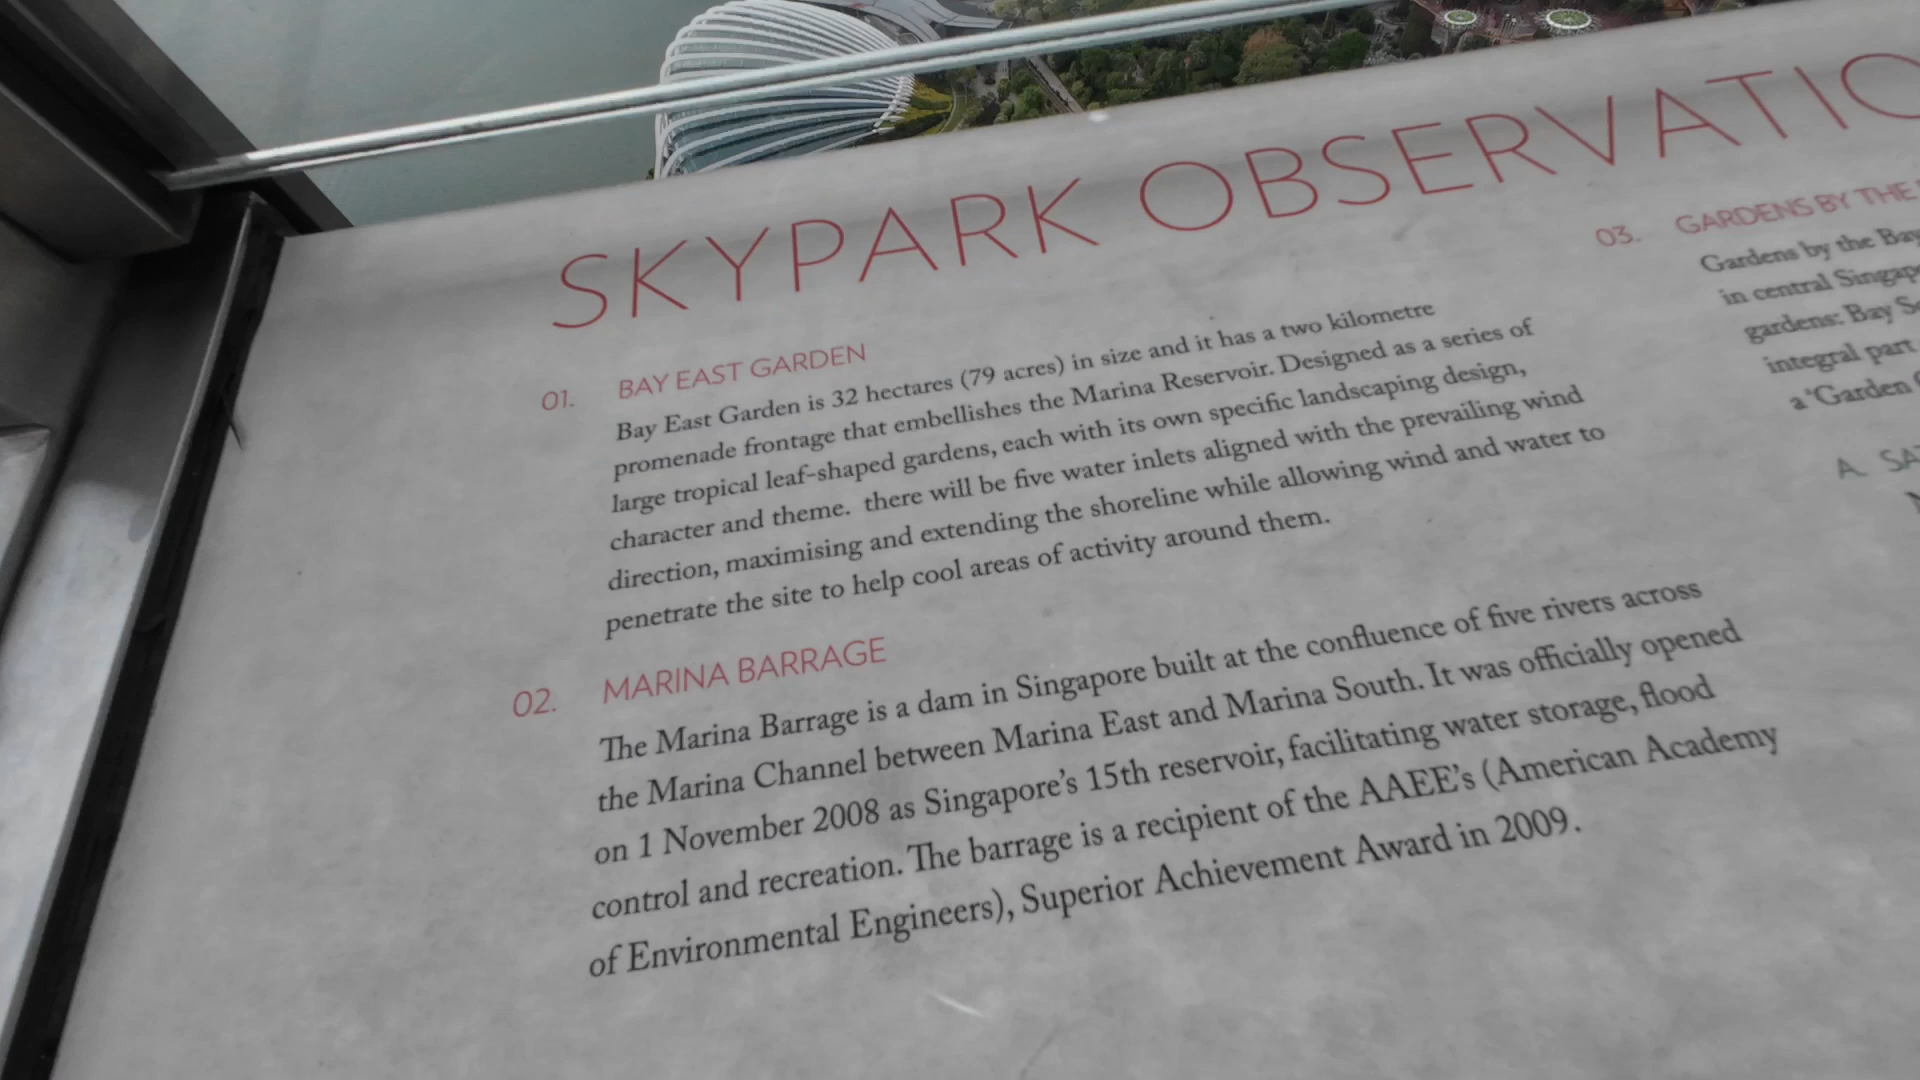 SKYPARK OBSERVATIO
01. BAY EAST GARDEN
Bay East Garden is 32 hectares (79 acres) in size and it has a two kilometre
promenade frontage that embellishes the Marina Reservoir. Designed as a series of
large tropical leaf-shaped gardens, each with its own specific landscaping design,
character and theme. there will be five water inlets aligned with the prevailing wind
direction, maximising and extending the shoreline while allowing wind and water to
penetrate the site to help cool areas of activity around them.
02. MARINA BARRAGE
The Marina Barrage is a dam in Singapore built at the confluence of five rivers across
the Marina Channel between Marina East and Marina South. It was officially opened
on 1 November 2008 as Singapore's 15th reservoir, facilitating water storage, flood
control and recreation. The barrage is a recipient of the AAEE's (American Academy
of Environmental Engineers), Superior Achievement Award in 2009.
03. GARDENS BY THE
Gardens by the Bay
in central Singap
gardens: Bay S
integral part
a 'Garden
A. SA